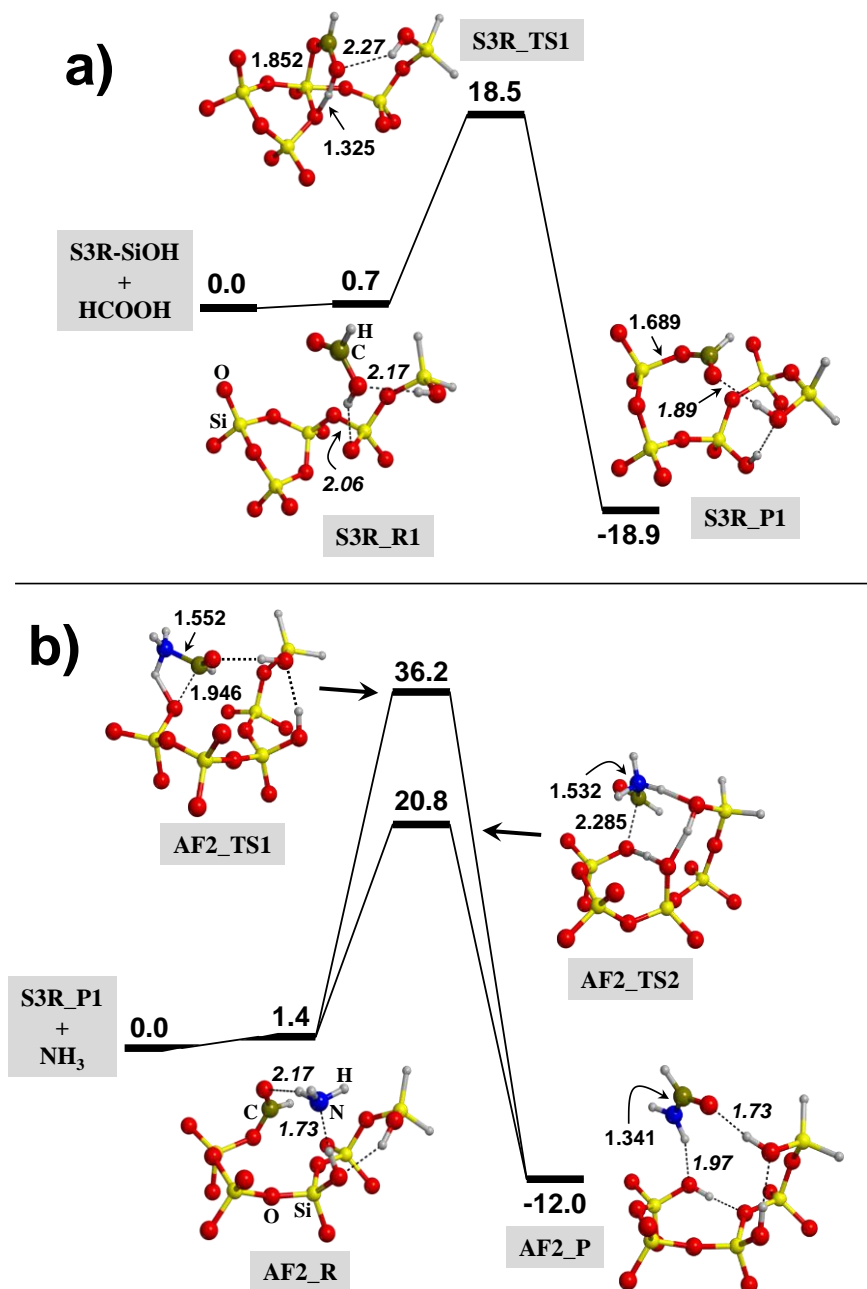 a)
S3R_TS1
1.852
2.27
18.5
1.325
S3R-SiOH
+
HCOOH
0.0
0.7
H
C
2.17
O
Si
2.06
S3R_R1
1.689
1.89
S3R_P1
-18.9
b)
1.552
1.946
36.2
AF2_TS1
20.8
1.532
2.285
AF2_TS2
S3R_P1
+
NH3
0.0
1.4
2.17
H
C
N
1.73
O
Si
AF2_R
-12.0
AF2_P
1.341
1.73
1.97